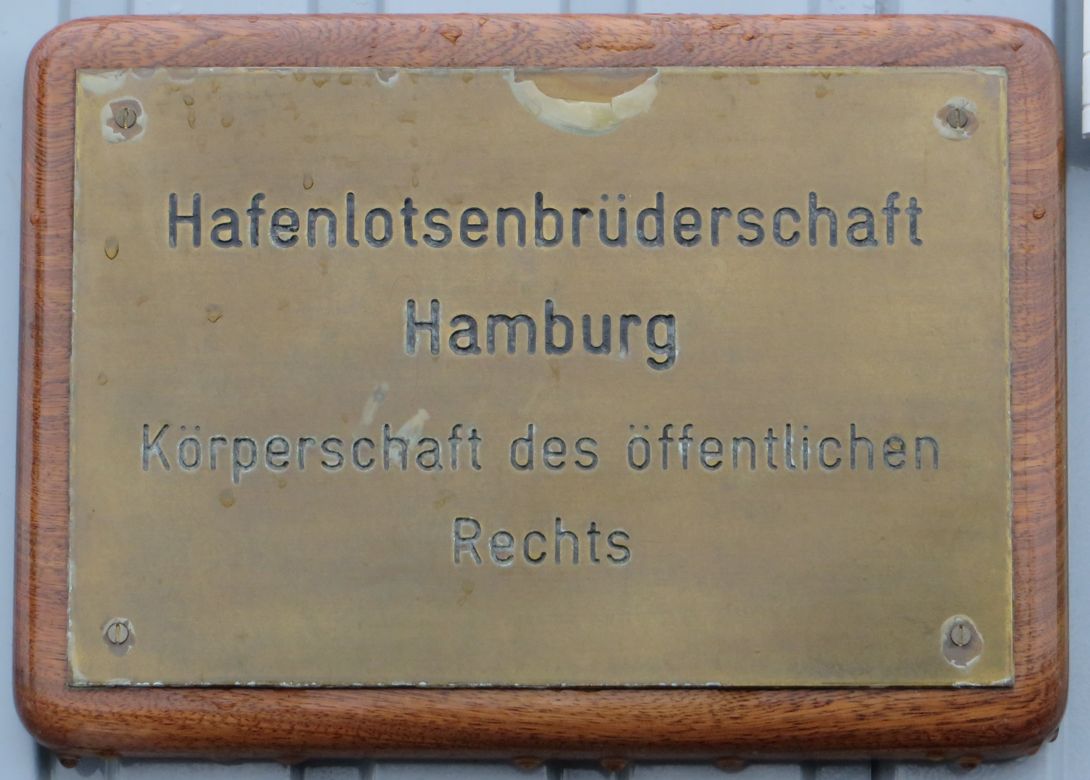 Hafenlotsenbrüderschaft
Hamburg
Körperschaft des öffentlichen
Rechts